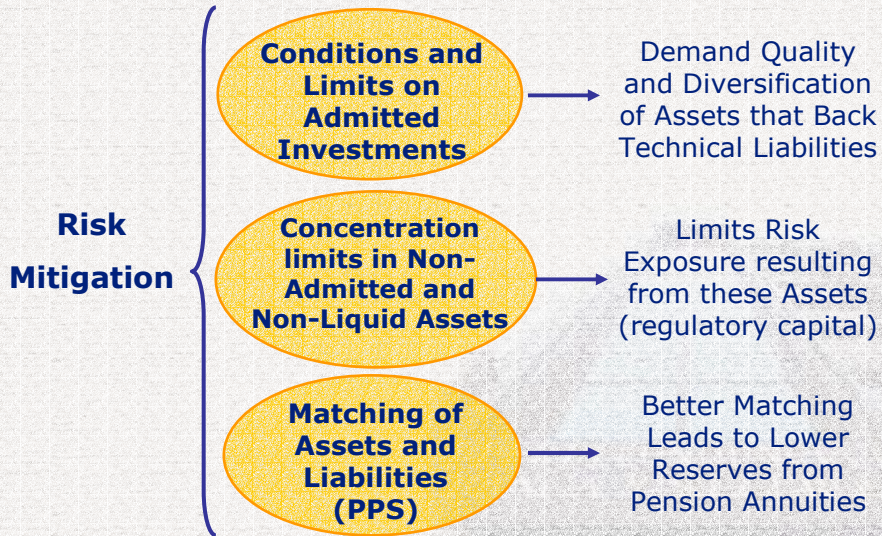 Risk
Mitigation
Conditions and
Limits on
Admitted
Investments
Demand Quality
and Diversification
of Assets that Back
Technical Liabilities
Concentration
limits in Non-
Admitted and
Non-Liquid Assets
Limits Risk
Exposure resulting
from these Assets
(regulatory capital)
Matching of
Assets and
Liabilities
(PPS)
Better Matching
Leads to Lower
Reserves from
Pension Annuities